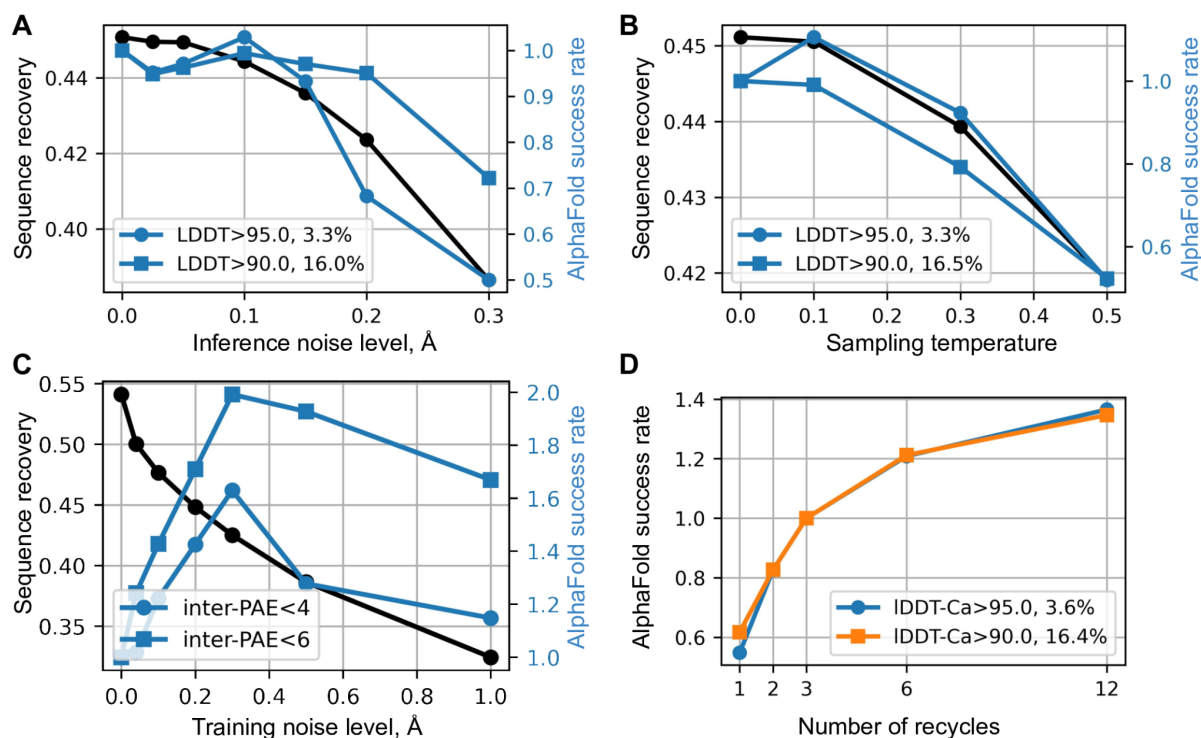 A
Sequence recovery
0.44
0.42
0.40
1.0
0.9
0.8
0.7
0.6
0.5
AlphaFold success rate
LDDT>95.0, 3.3%
LDDT>90.0, 16.0%
0.0 0.1 0.2 0.3
Inference noise level, Å
B
Sequence recovery
0.45
0.44
0.43
0.42
1.0
0.8
0.6
AlphaFold success rate
LDDT>95.0, 3.3%
LDDT>90.0, 16.5%
0.0 0.1 0.2 0.3 0.4 0.5
Sampling temperature
C
Sequence recovery
0.55
0.50
0.45
0.40
0.35
2.0
1.8
1.6
1.4
1.2
1.0
AlphaFold success rate
inter-PAE<4
inter-PAE<6
0.0 0.2 0.4 0.6 0.8 1.0
Training noise level, Å
D
AlphaFold success rate
1.4
1.2
1.0
0.8
0.6
lDDT-Ca>95.0, 3.6%
lDDT-Ca>90.0, 16.4%
1 2 3 6 12
Number of recycles